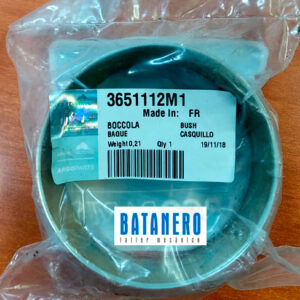 3651112M1
Made In: FR
BOCCOLA BUSH
BAGUE CASQUILLO
Weight 0,21 Qty 1 19/11/18
BATANERO
taller mecánico